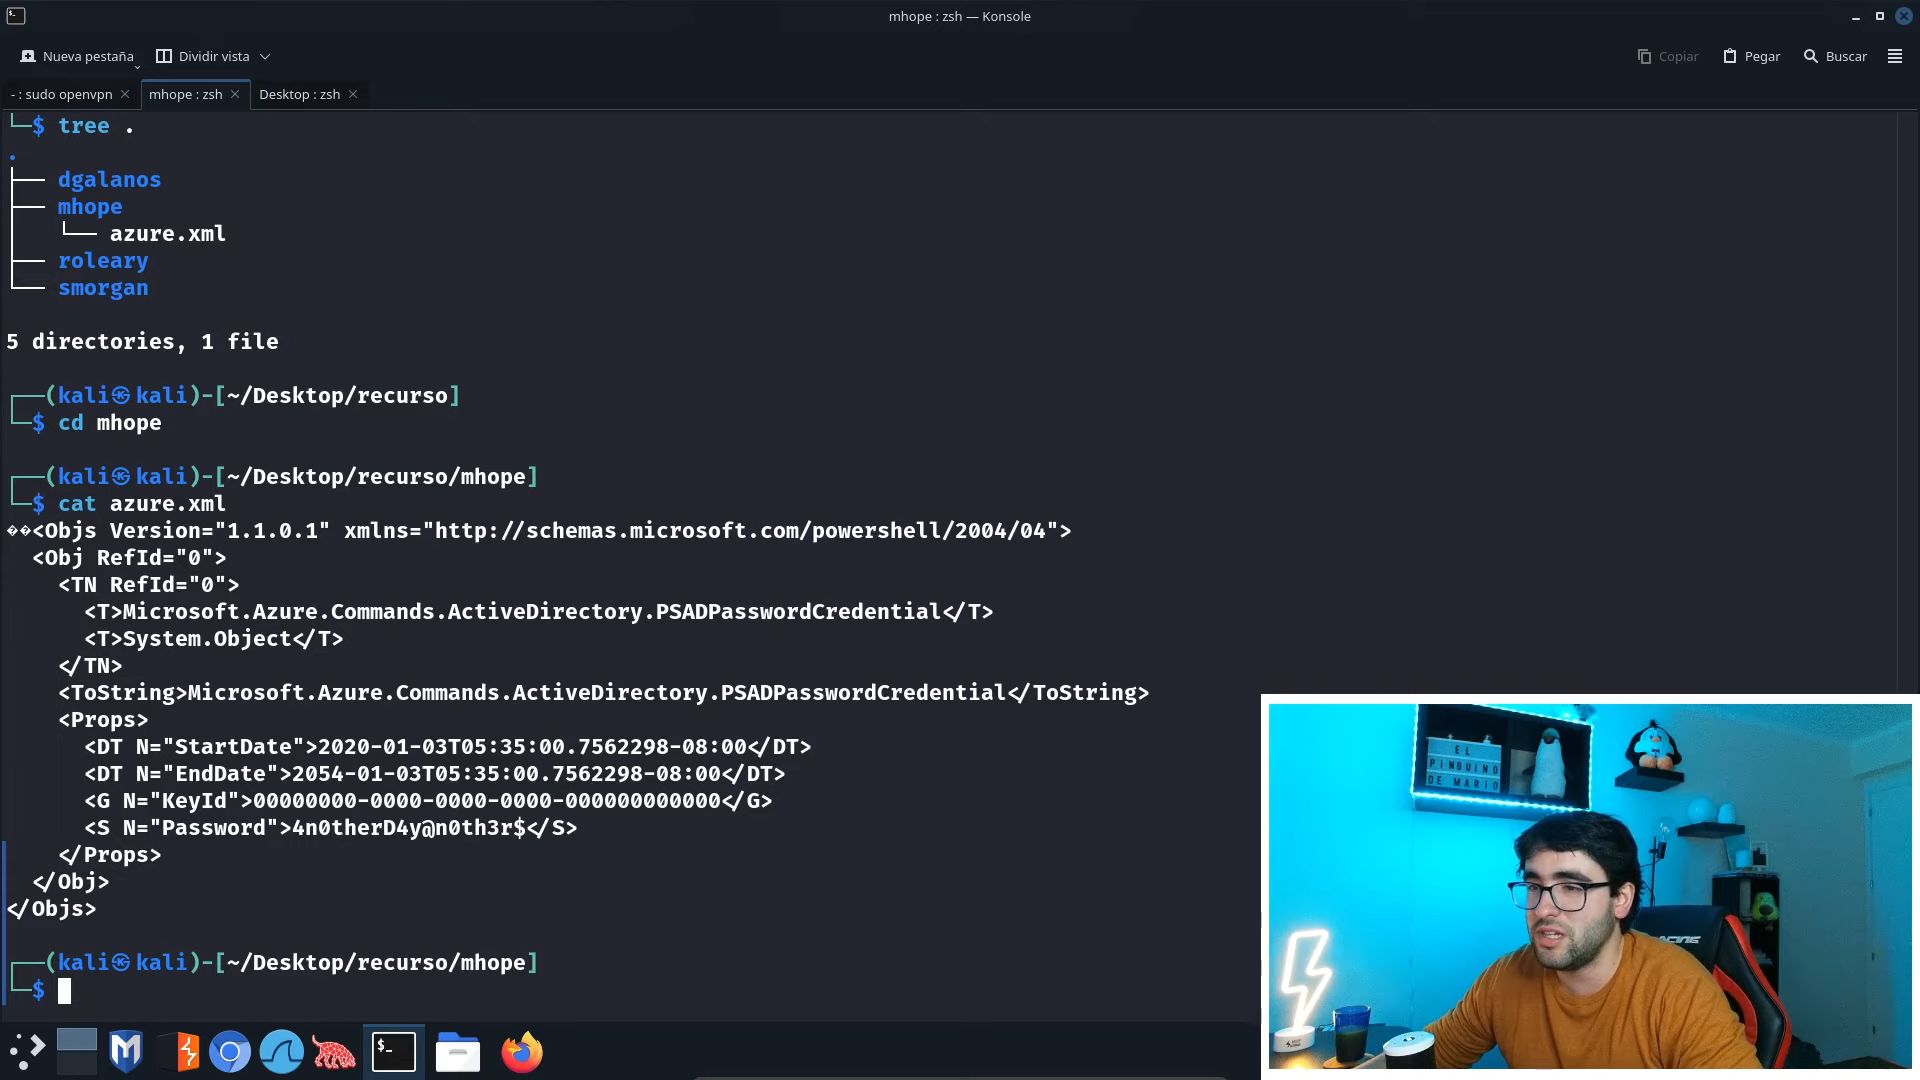 mhope : zsh — Konsole
Nueva pestaña
Dividir vista
Copiar
Pegar
Buscar
- : sudo openvpn
mhope : zsh
Desktop : zsh
└─$ tree .
.
├── dgalanos
├── mhope
│   └── azure.xml
├── roleary
└── smorgan
5 directories, 1 file
┌──(kali㉿kali)-[~/Desktop/recurso]
└─$ cd mhope
┌──(kali㉿kali)-[~/Desktop/recurso/mhope]
└─$ cat azure.xml
��<Objs Version="1.1.0.1" xmlns="http://schemas.microsoft.com/powershell/2004/04">
  <Obj RefId="0">
    <TN RefId="0">
      <T>Microsoft.Azure.Commands.ActiveDirectory.PSADPasswordCredential</T>
      <T>System.Object</T>
    </TN>
    <ToString>Microsoft.Azure.Commands.ActiveDirectory.PSADPasswordCredential</ToString>
    <Props>
      <DT N="StartDate">2020-01-03T05:35:00.7562298-08:00</DT>
      <DT N="EndDate">2054-01-03T05:35:00.7562298-08:00</DT>
      <G N="KeyId">00000000-0000-0000-0000-000000000000</G>
      <S N="Password">4n0therD4y@n0th3r$</S>
    </Props>
  </Obj>
</Objs>
┌──(kali㉿kali)-[~/Desktop/recurso/mhope]
└─$
EL
PiNGUiNO
DE MARiO